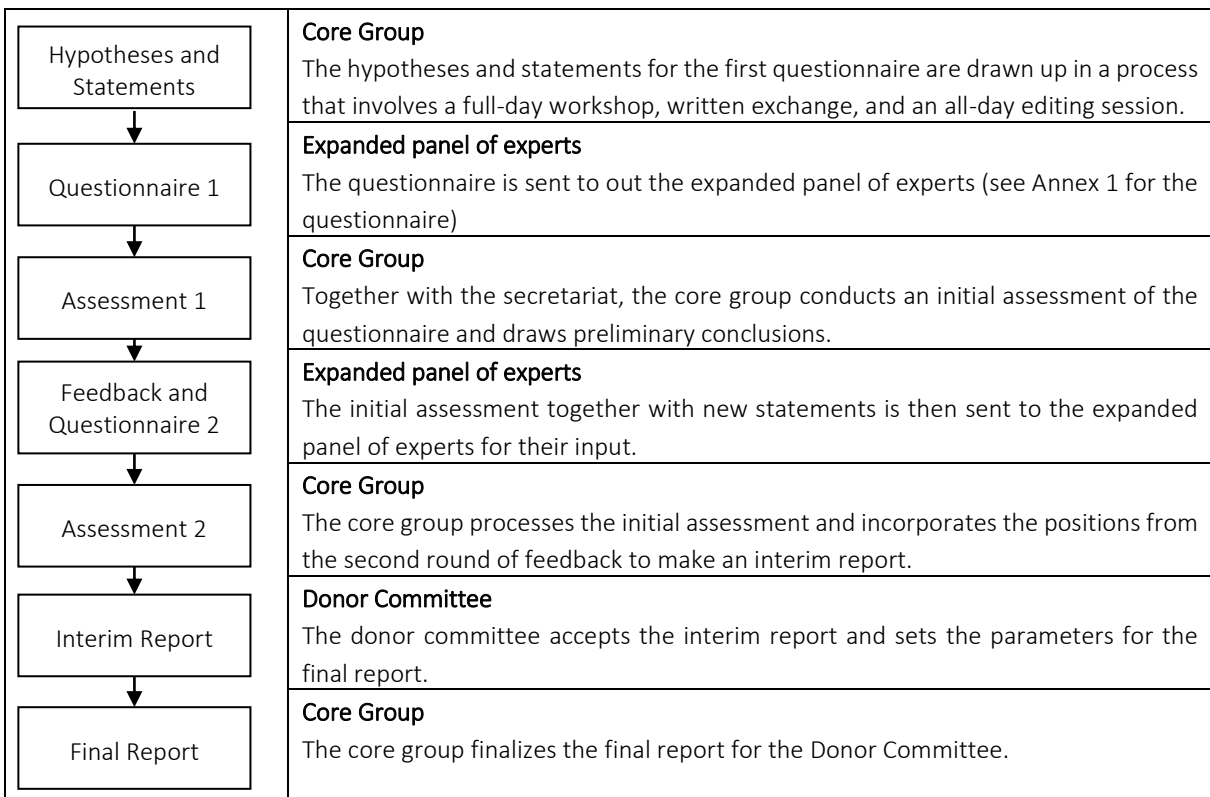 Hypotheses and
Statements
Core Group
The hypotheses and statements for the first questionnaire are drawn up in a process
that involves a full-day workshop, written exchange, and an all-day editing session.
Questionnaire 1
Expanded panel of experts
The questionnaire is sent to out the expanded panel of experts (see Annex 1 for the
questionnaire)
Assessment 1
Core Group
Together with the secretariat, the core group conducts an initial assessment of the
questionnaire and draws preliminary conclusions.
Feedback and
Questionnaire 2
Expanded panel of experts
The initial assessment together with new statements is then sent to the expanded
panel of experts for their input.
Assessment 2
Core Group
The core group processes the initial assessment and incorporates the positions from
the second round of feedback to make an interim report.
Interim Report
Donor Committee
The donor committee accepts the interim report and sets the parameters for the
final report.
Final Report
Core Group
The core group finalizes the final report for the Donor Committee.